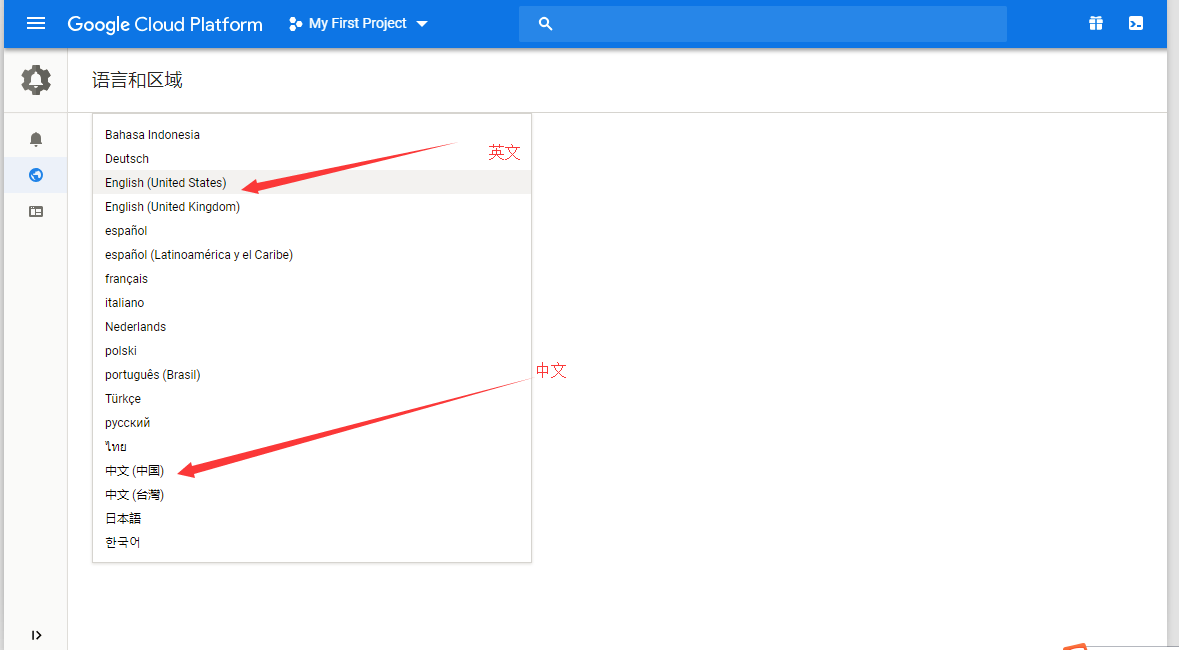 Google Cloud Platform
My First Project
语言和区域
Bahasa Indonesia
Deutsch
英文
English (United States)
English (United Kingdom)
español
español (Latinoamérica y el Caribe)
français
italiano
Nederlands
polski
中文
português (Brasil)
Türkçe
русский
ไทย
中文 (中国)
中文 (台灣)
日本語
한국어